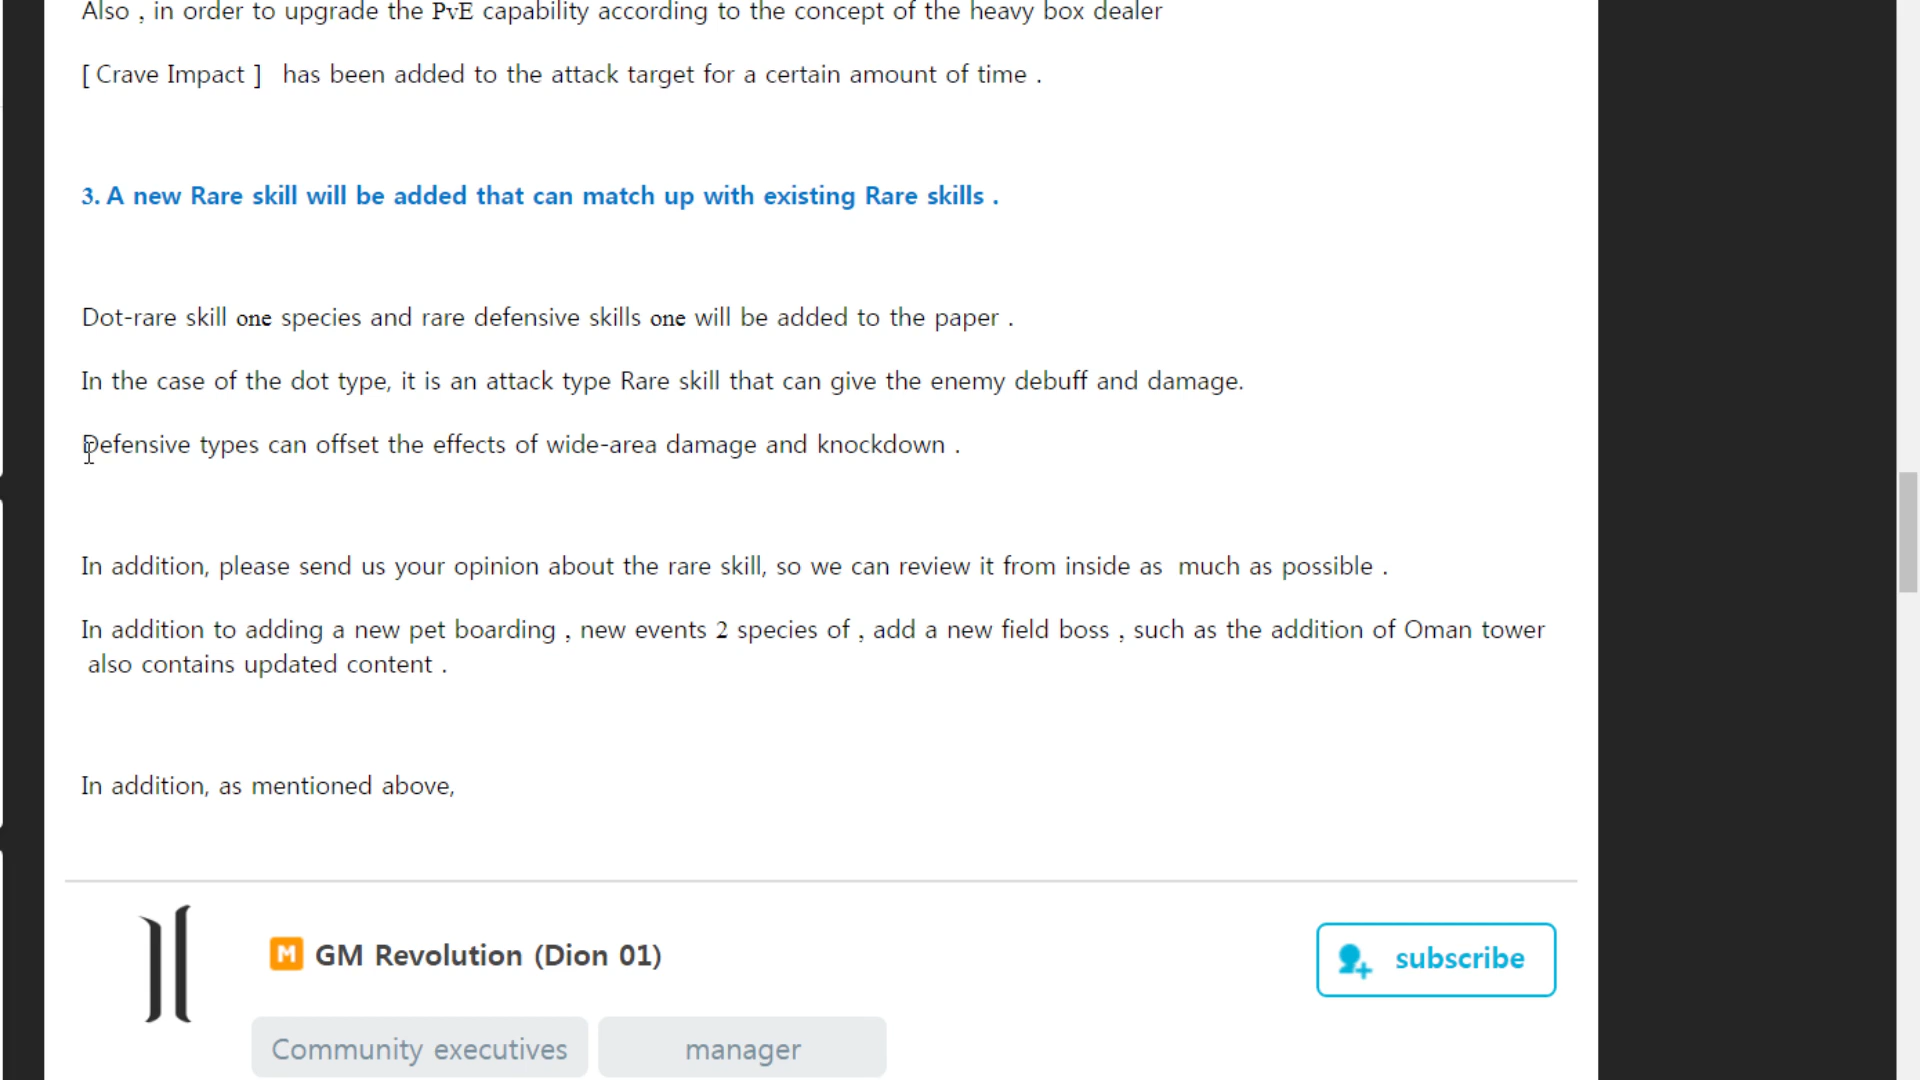 Also , in order to upgrade the PvE capability according to the concept of the heavy box dealer
[ Crave Impact ] has been added to the attack target for a certain amount of time .
3. A new Rare skill will be added that can match up with existing Rare skills .
Dot-rare skill one species and rare defensive skills one will be added to the paper .
In the case of the dot type, it is an attack type Rare skill that can give the enemy debuff and damage.
Defensive types can offset the effects of wide-area damage and knockdown .
In addition, please send us your opinion about the rare skill, so we can review it from inside as much as possible .
In addition to adding a new pet boarding , new events 2 species of , add a new field boss , such as the addition of Oman tower
also contains updated content .
In addition, as mentioned above,
M GM Revolution (Dion 01)
subscribe
Community executives
manager